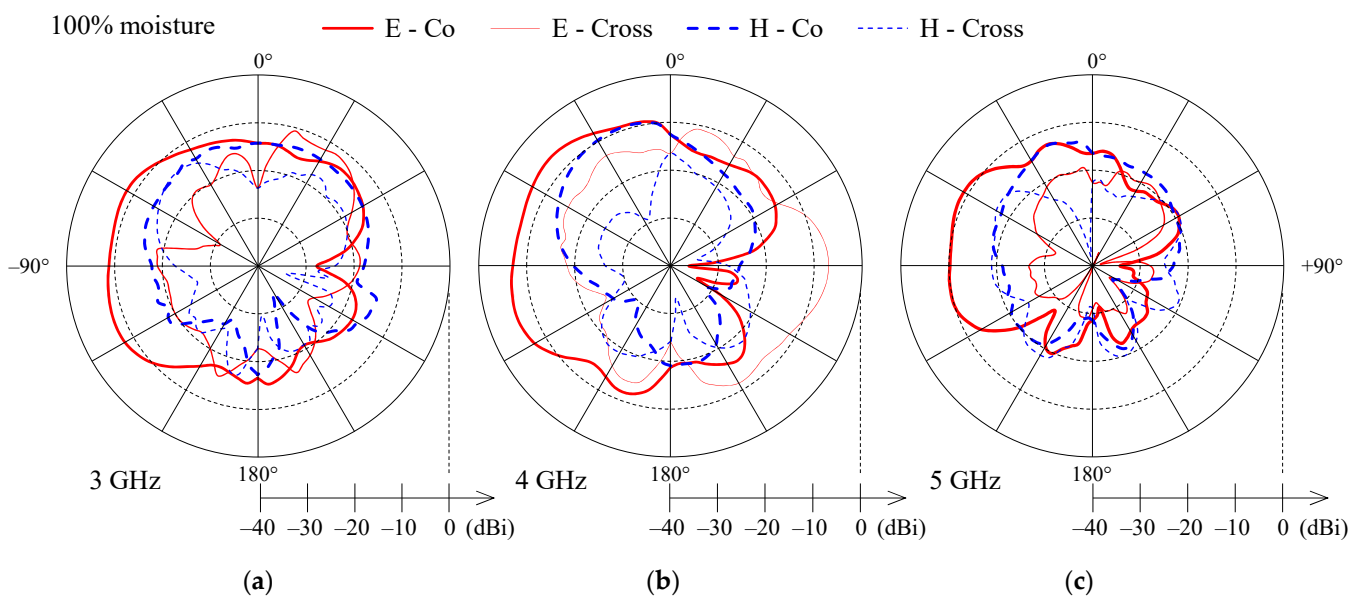 100% moisture E - Co E - Cross H - Co H - Cross
0° 0° 0°
–90° +90°
3 GHz 180° 4 GHz 180° 5 GHz 180°
–40 –30 –20 –10 0 (dBi) –40 –30 –20 –10 0 (dBi) –40 –30 –20 –10 0 (dBi)
(a) (b) (c)